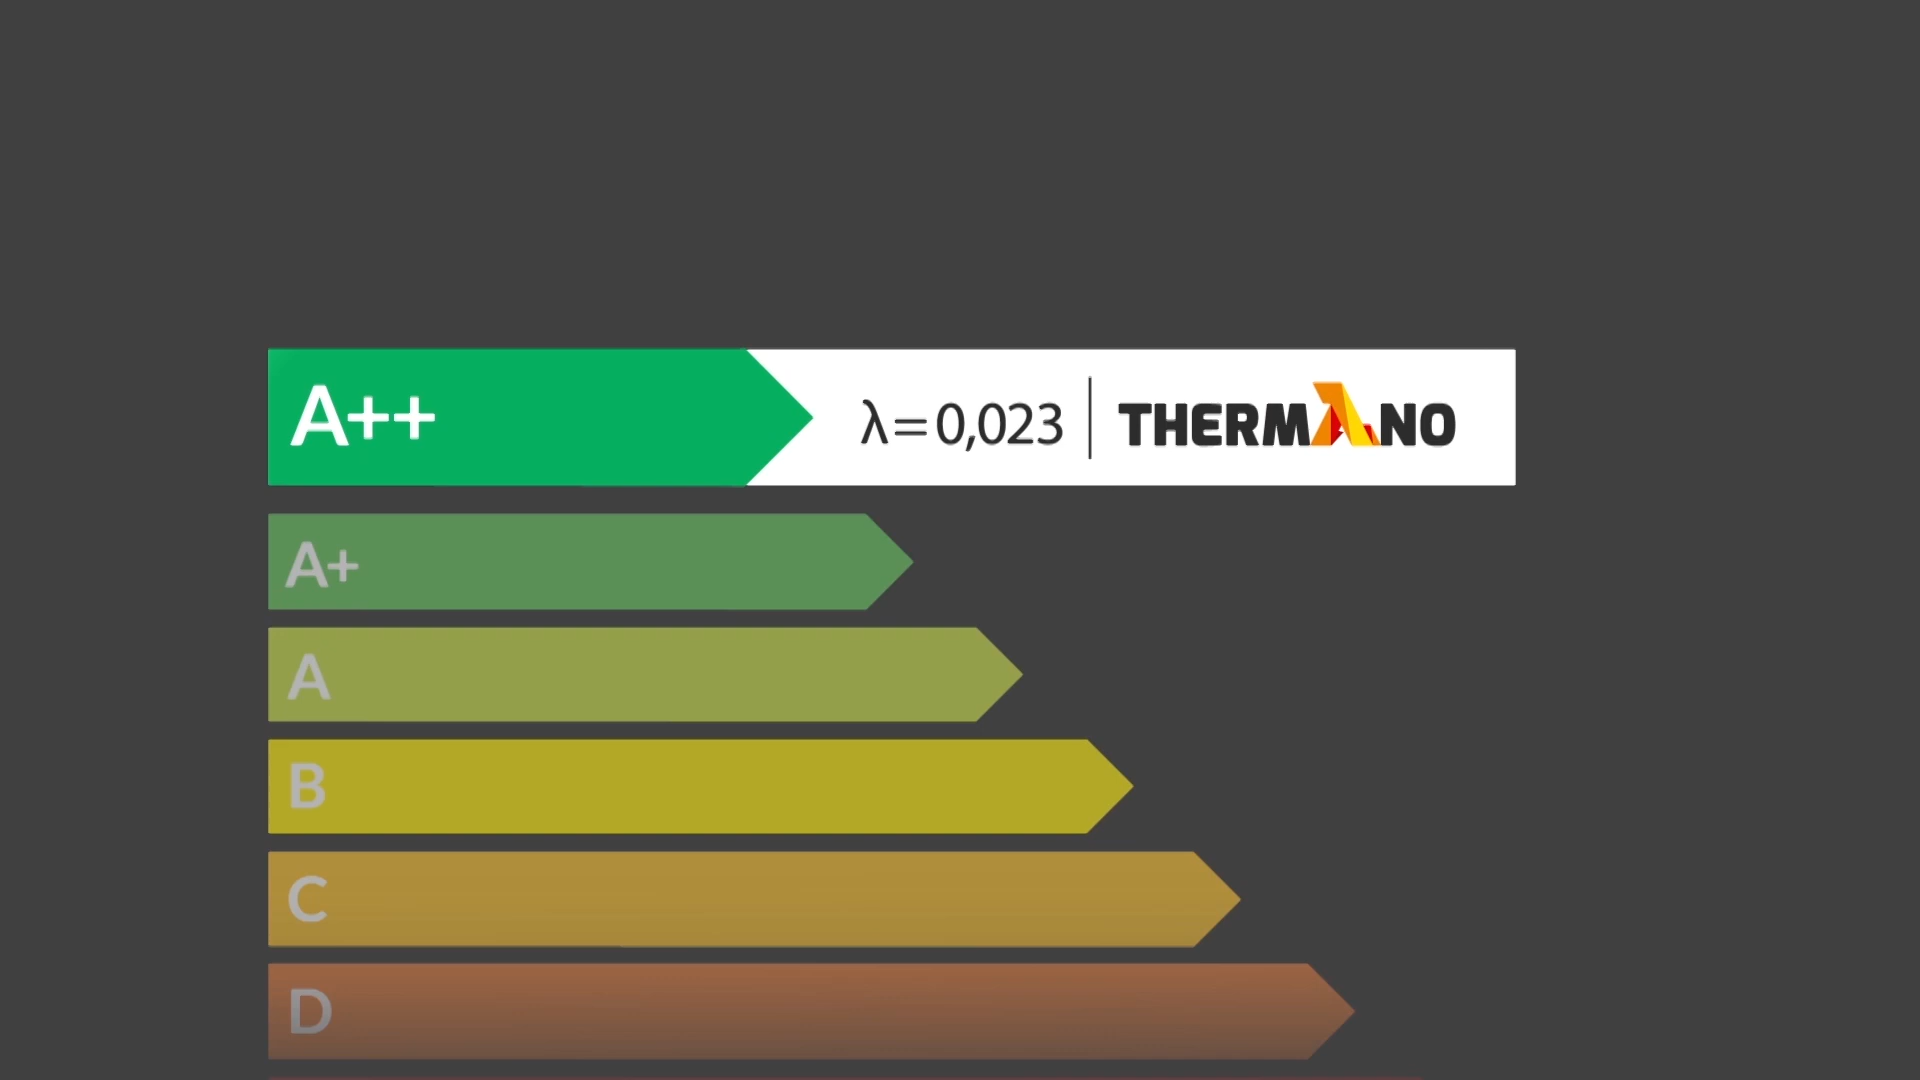 A++ λ=0,023 THERMANO
A+
A
B
C
D